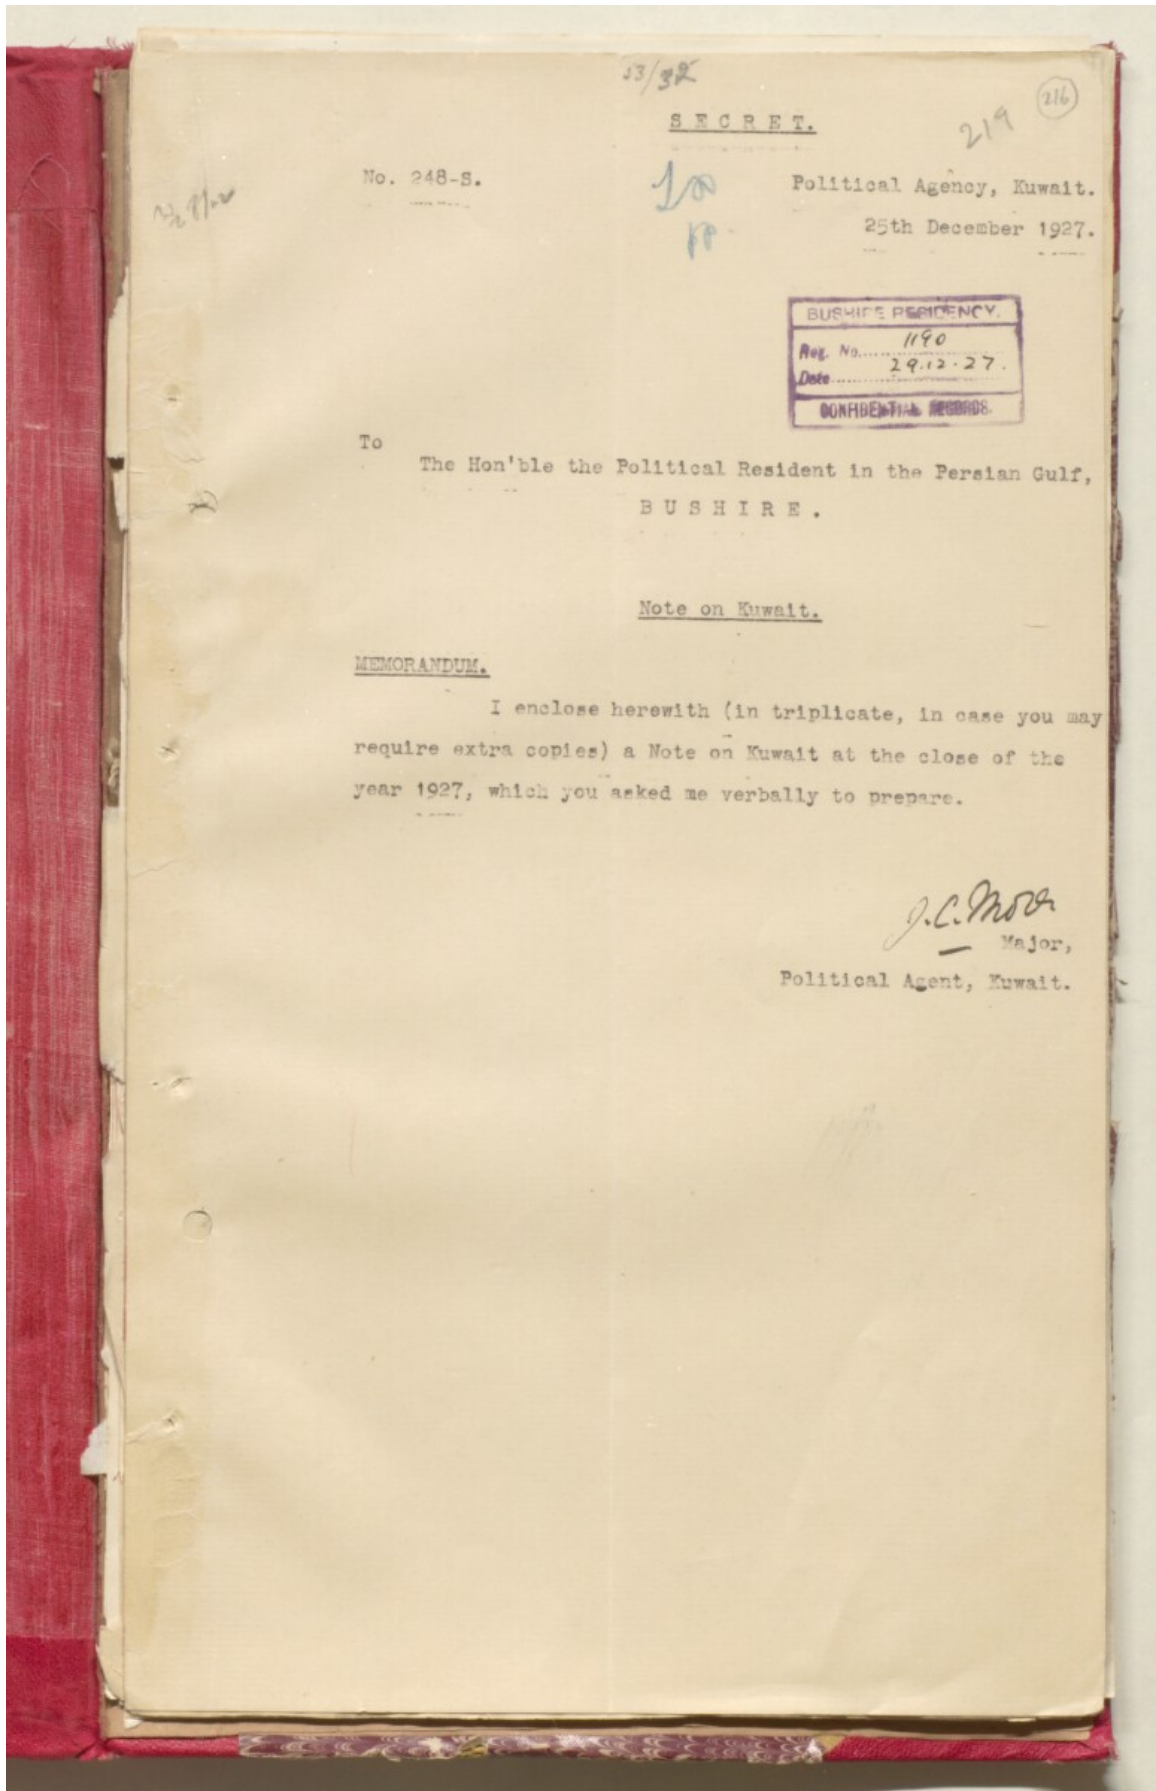 53/32
216
219
S E C R E T.
No. 248-S.
Political Agency, Kuwait.
25th December 1927.
BUSHIRE RESIDENCY.
Reg. No. 1190
Date 29.12.27.
CONFIDENTIAL RECORDS.
To
The Hon'ble the Political Resident in the Persian Gulf,
B U S H I R E .
Note on Kuwait.
MEMORANDUM.
I enclose herewith (in triplicate, in case you may
require extra copies) a Note on Kuwait at the close of the
year 1927, which you asked me verbally to prepare.
J.C. More
Major,
Political Agent, Kuwait.